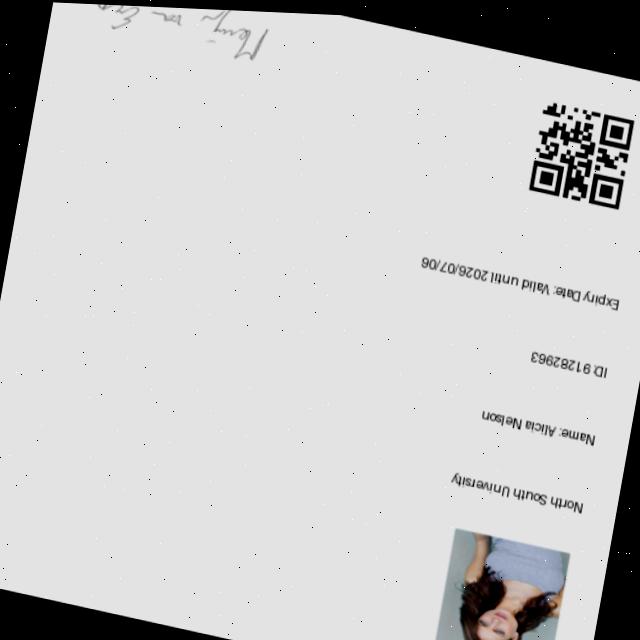 North South University
Name: Alicia Nelson
ID: 91282963
Expiry Date: Valid until 2026/07/06